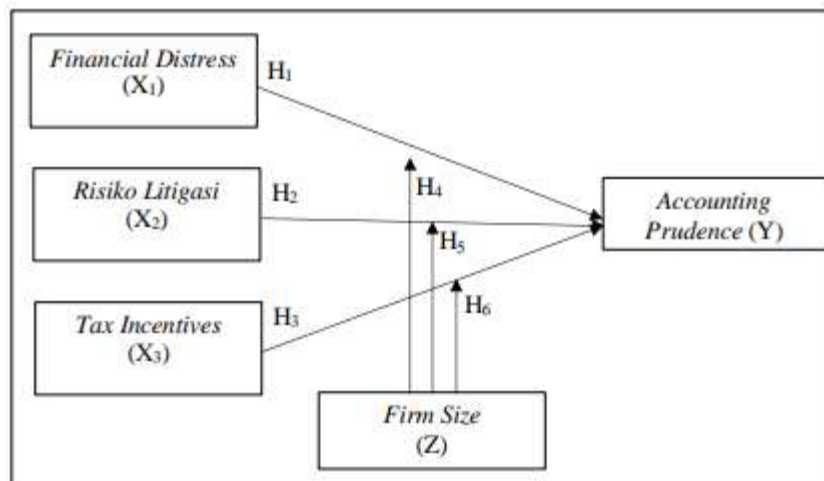 Financial Distress
(X₁)
H₁
Risiko Litigasi
(X₂)
H₂
H₄
Accounting
Prudence (Y)
H₅
Tax Incentives
(X₃)
H₃
H₆
Firm Size
(Z)